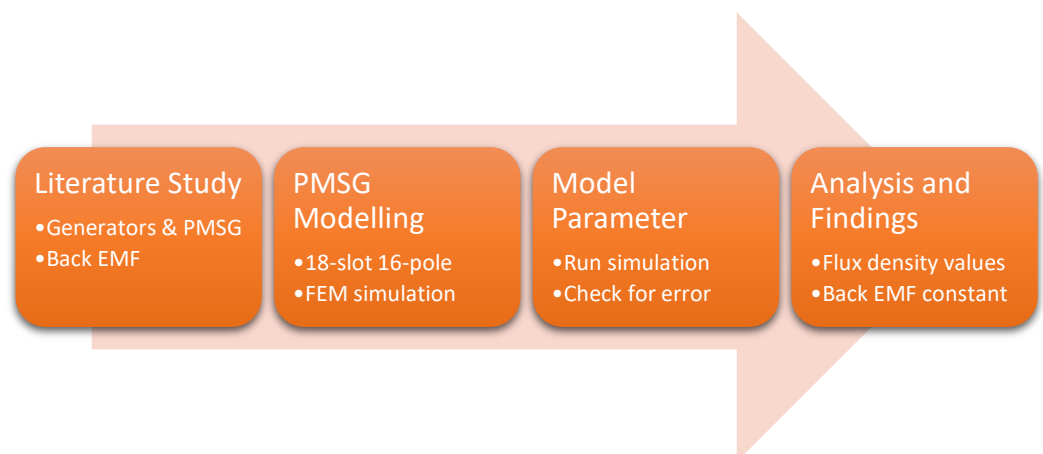 Literature Study
•Generators & PMSG
•Back EMF
PMSG
Modelling
•18-slot 16-pole
•FEM simulation
Model
Parameter
•Run simulation
•Check for error
Analysis and
Findings
•Flux density values
•Back EMF constant